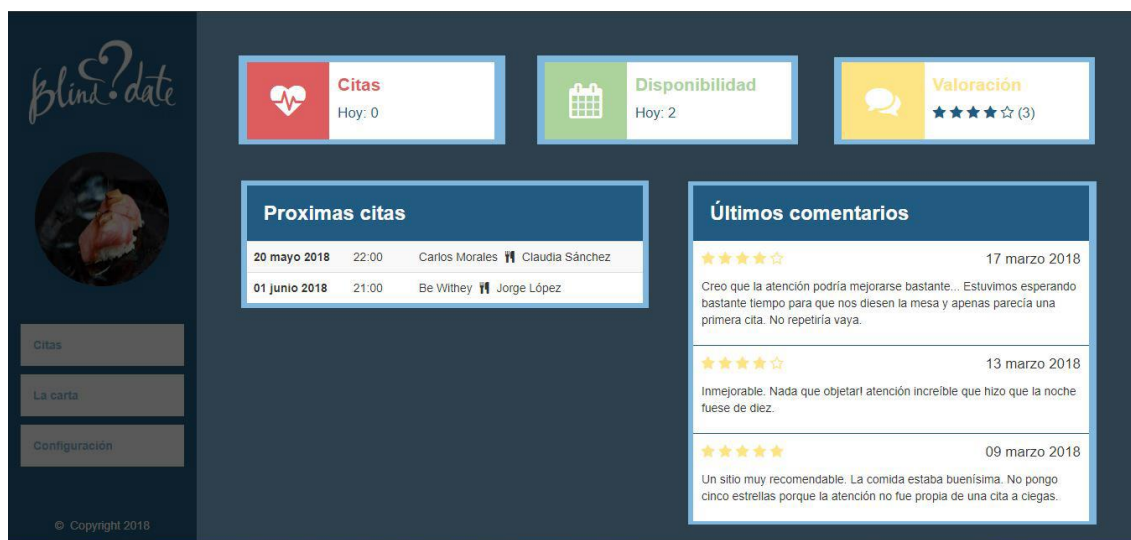 Blind? date
Citas
La carta
Configuración
© Copyright 2018
Citas
Hoy: 0
Disponibilidad
Hoy: 2
Valoración
(3)
Proximas citas
20 mayo 2018 22:00 Carlos Morales Claudia Sánchez
01 junio 2018 21:00 Be Withey Jorge López
Últimos comentarios
17 marzo 2018
Creo que la atención podría mejorarse bastante... Estuvimos esperando
bastante tiempo para que nos diesen la mesa y apenas parecía una
primera cita. No repetiría vaya.
13 marzo 2018
Inmejorable. Nada que objetar! atención increíble que hizo que la noche
fuese de diez.
09 marzo 2018
Un sitio muy recomendable. La comida estaba buenísima. No pongo
cinco estrellas porque la atención no fue propia de una cita a ciegas.